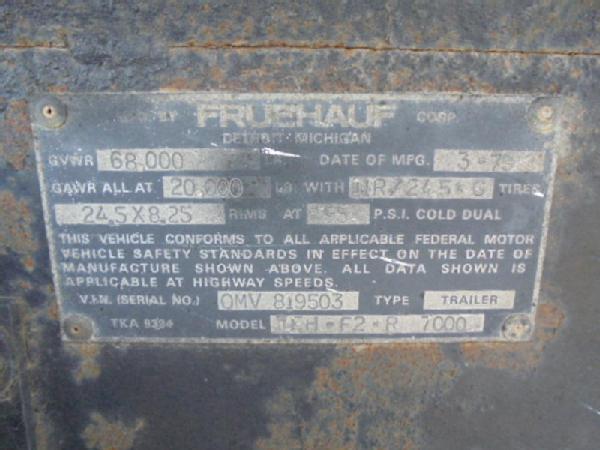 BY FRUEHAUF CORP.
DETROIT MICHIGAN
GVWR 68,000 DATE OF MFG. 3-79
GAWR ALL AT 20,000 LB WITH TIRES
24.5X8.25 RIMS AT P.S.I. COLD DUAL
THIS VEHICLE CONFORMS TO ALL APPLICABLE FEDERAL MOTOR
VEHICLE SAFETY STANDARDS IN EFFECT ON THE DATE OF
MANUFACTURE SHOWN ABOVE. ALL DATA SHOWN IS
APPLICABLE AT HIGHWAY SPEEDS.
V.I.N. (SERIAL NO.) OMV 819503 TYPE TRAILER
TKA MODEL 7000